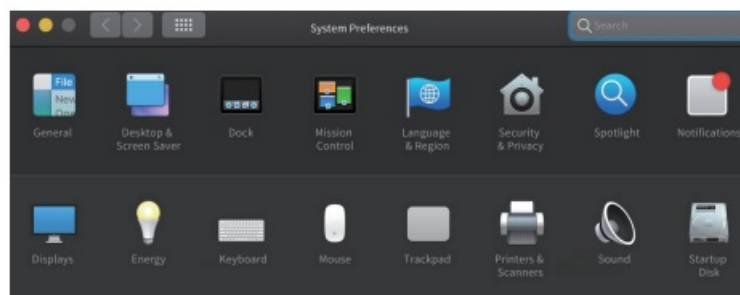 System Preferences
Search
File
New
General
Desktop &
Screen Saver
Dock
Mission
Control
Language
& Region
Security
& Privacy
Spotlight
Notifications
Displays
Energy
Keyboard
Mouse
Trackpad
Printers &
Scanners
Sound
Startup
Disk